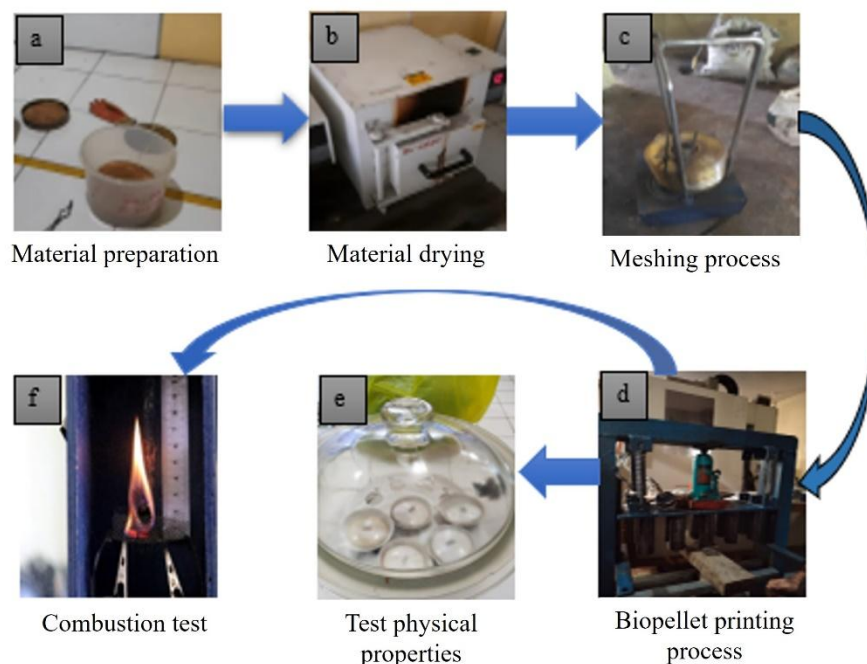 a
b
c
Material preparation
Material drying
Meshing process
f
e
d
Combustion test
Test physical
properties
Biopellet printing
process